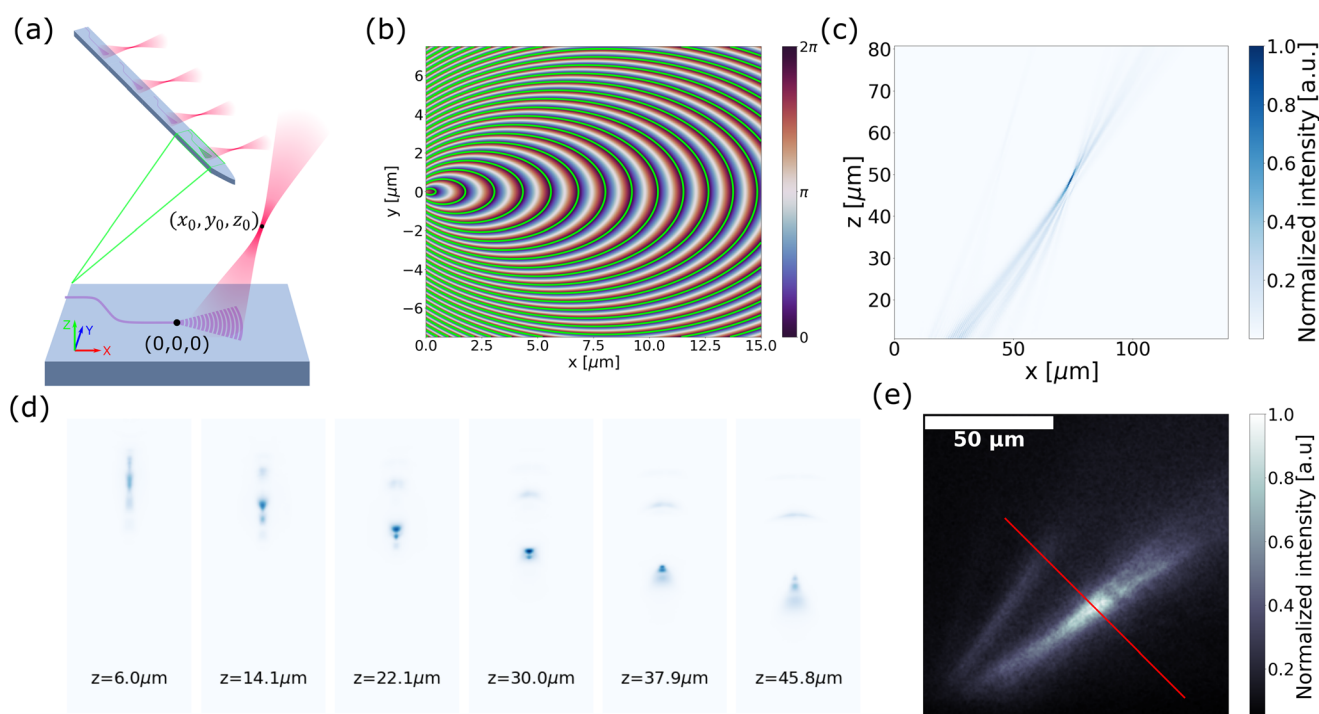 (a)
(x₀, y₀, z₀)
(0,0,0)
Z
Y
X
(b)
y [μm]
6
4
2
0
−2
−4
−6
0.0 2.5 5.0 7.5 10.0 12.5 15.0
x [μm]
2π
π
0
(c)
z [μm]
80
70
60
50
40
30
20
0 50 100
x [μm]
1.0
0.8
0.6
0.4
0.2
Normalized intensity [a.u.]
(d)
z=6.0μm
z=14.1μm
z=22.1μm
z=30.0μm
z=37.9μm
z=45.8μm
(e)
50 μm
1.0
0.8
0.6
0.4
0.2
Normalized intensity [a.u]